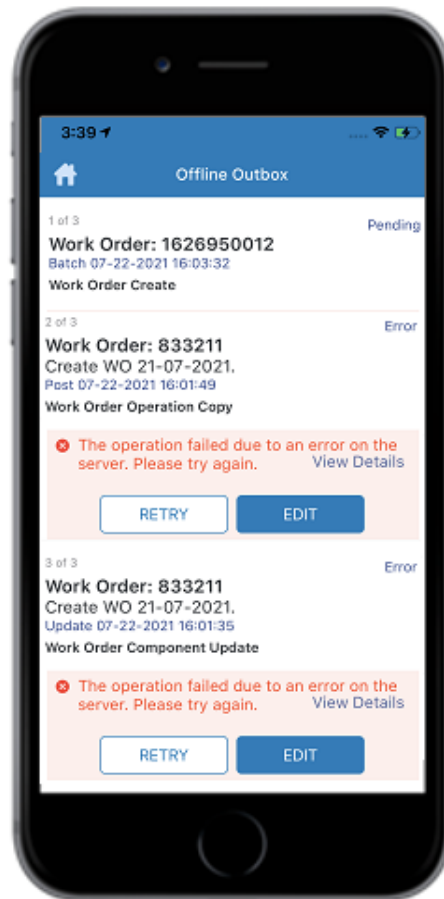 3:39
Offline Outbox
1 of 3
Pending
Work Order: 1626950012
Batch 07-22-2021 16:03:32
Work Order Create
2 of 3
Error
Work Order: 833211
Create WO 21-07-2021.
Post 07-22-2021 16:01:49
Work Order Operation Copy
The operation failed due to an error on the
server. Please try again. View Details
RETRY EDIT
3 of 3
Error
Work Order: 833211
Create WO 21-07-2021.
Update 07-22-2021 16:01:35
Work Order Component Update
The operation failed due to an error on the
server. Please try again. View Details
RETRY EDIT